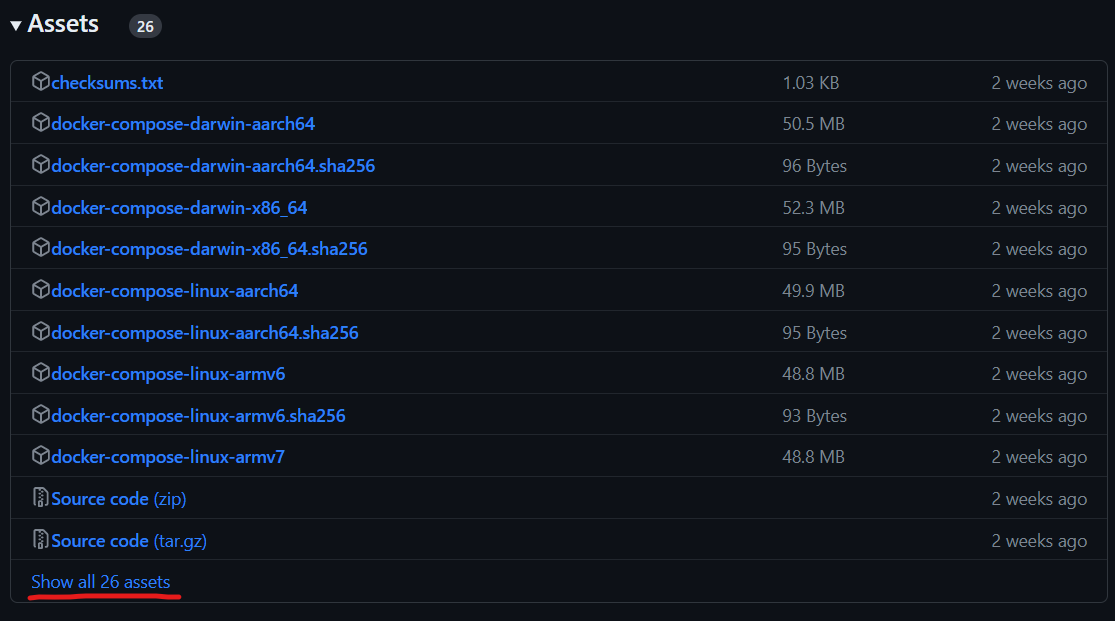 Assets 26
checksums.txt 1.03 KB 2 weeks ago
docker-compose-darwin-aarch64 50.5 MB 2 weeks ago
docker-compose-darwin-aarch64.sha256 96 Bytes 2 weeks ago
docker-compose-darwin-x86_64 52.3 MB 2 weeks ago
docker-compose-darwin-x86_64.sha256 95 Bytes 2 weeks ago
docker-compose-linux-aarch64 49.9 MB 2 weeks ago
docker-compose-linux-aarch64.sha256 95 Bytes 2 weeks ago
docker-compose-linux-armv6 48.8 MB 2 weeks ago
docker-compose-linux-armv6.sha256 93 Bytes 2 weeks ago
docker-compose-linux-armv7 48.8 MB 2 weeks ago
Source code (zip) 2 weeks ago
Source code (tar.gz) 2 weeks ago
Show all 26 assets